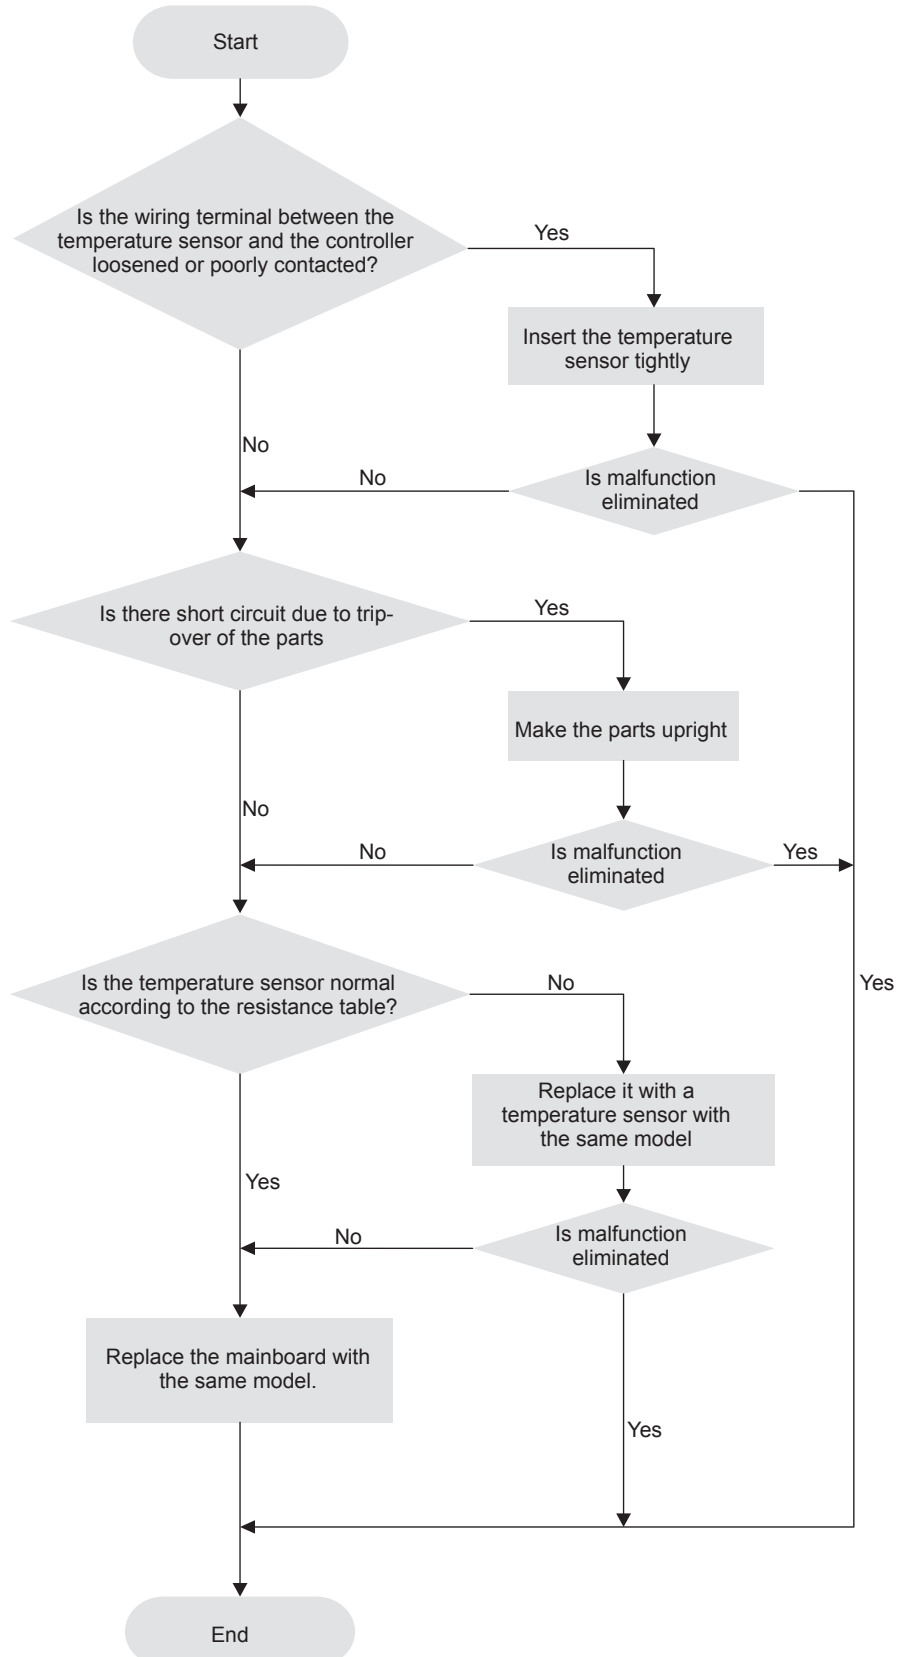 Start
Is the wiring terminal between the
temperature sensor and the controller
loosened or poorly contacted?
Yes
Insert the temperature
sensor tightly
No
No
Is malfunction
eliminated
Is there short circuit due to trip-
over of the parts
Yes
Make the parts upright
No
No
Is malfunction
eliminated
Yes
Is the temperature sensor normal
according to the resistance table?
No
Yes
Replace it with a
temperature sensor with
the same model
Yes
No
Is malfunction
eliminated
Replace the mainboard with
the same model.
Yes
End